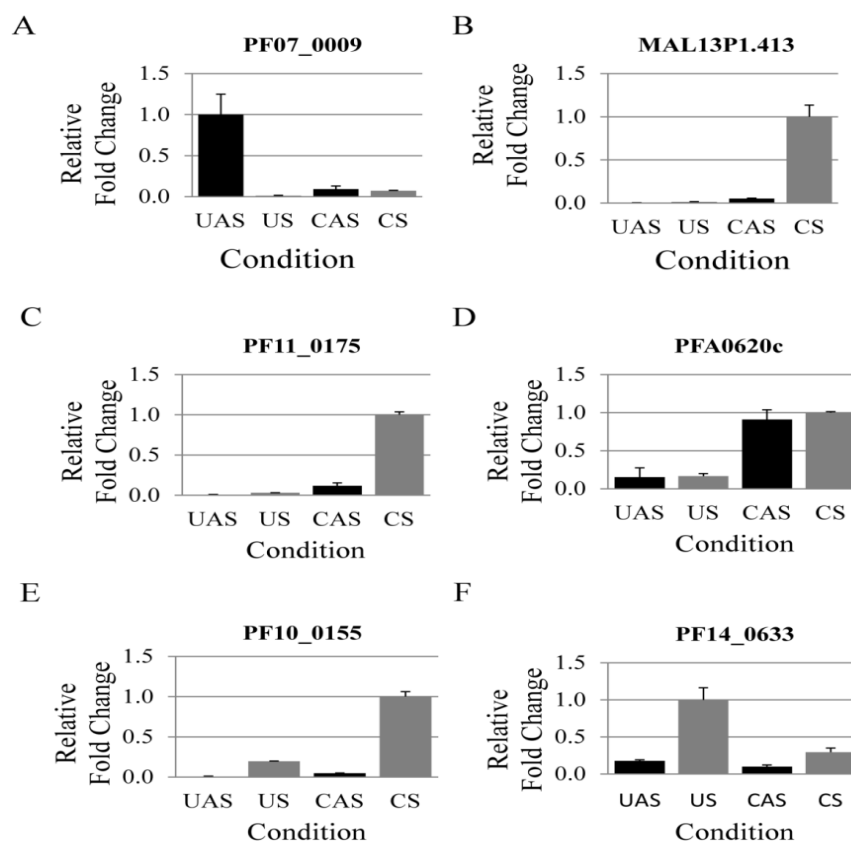 A
PF07_0009
Relative
Fold Change
1.5
1.0
0.5
0.0
UAS US CAS CS
Condition
B
MAL13P1.413
Relative
Fold Change
1.5
1.0
0.5
0.0
UAS US CAS CS
Condition
C
PF11_0175
Relative
Fold Change
1.5
1.0
0.5
0.0
UAS US CAS CS
Condition
D
PFA0620c
Relative
Fold Change
1.5
1.0
0.5
0.0
UAS US CAS CS
Condition
E
PF10_0155
Relative
Fold Change
1.5
1.0
0.5
0.0
UAS US CAS CS
Condition
F
PF14_0633
Relative
Fold Change
1.5
1.0
0.5
0.0
UAS US CAS CS
Condition